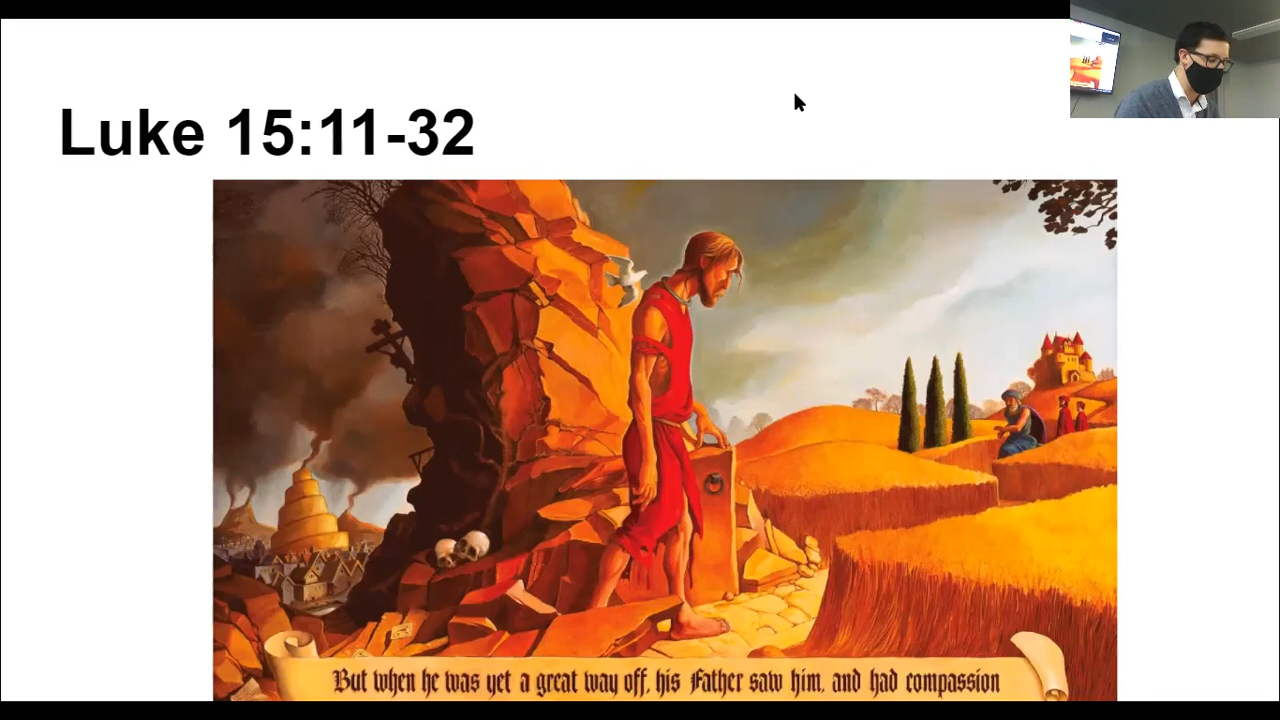 Luke 15:11-32
But when he was yet a great way off, his Father saw him, and had compassion